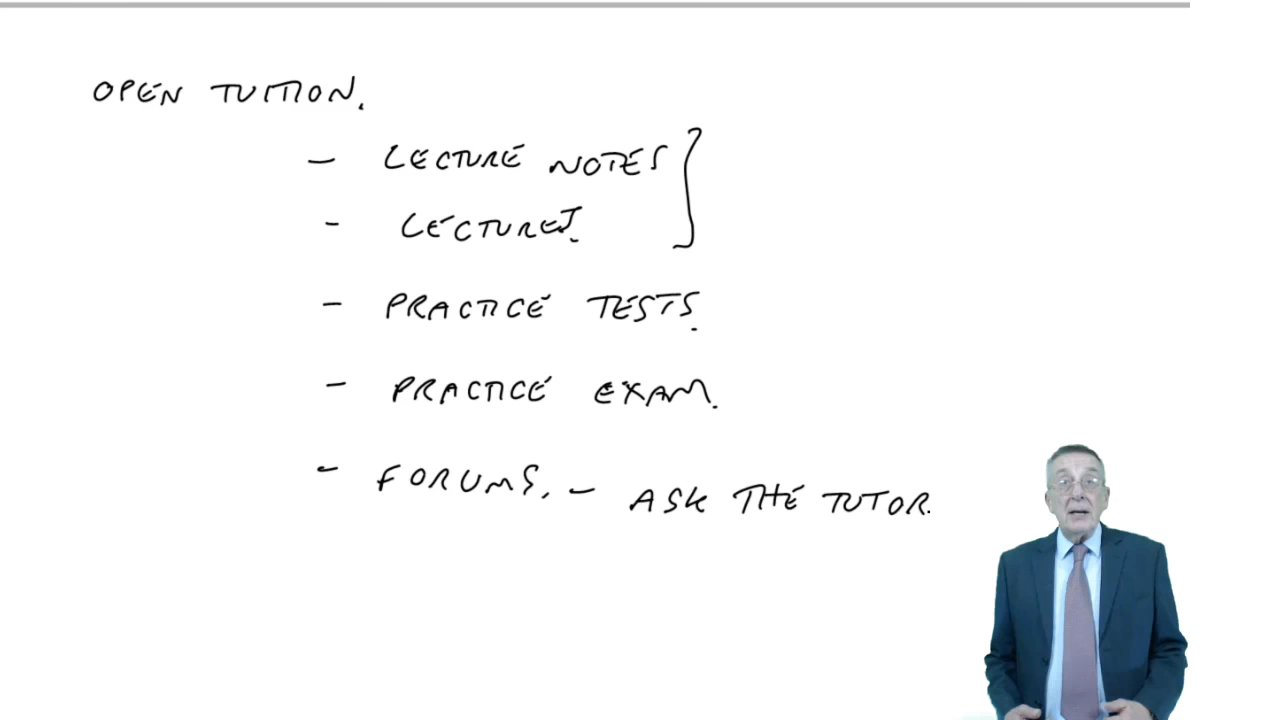 OPEN TUITION.
- LECTURE NOTES
- LECTURES.
- PRACTICE TESTS.
- PRACTICE EXAM.
- FORUMS. - ASK THE TUTOR.